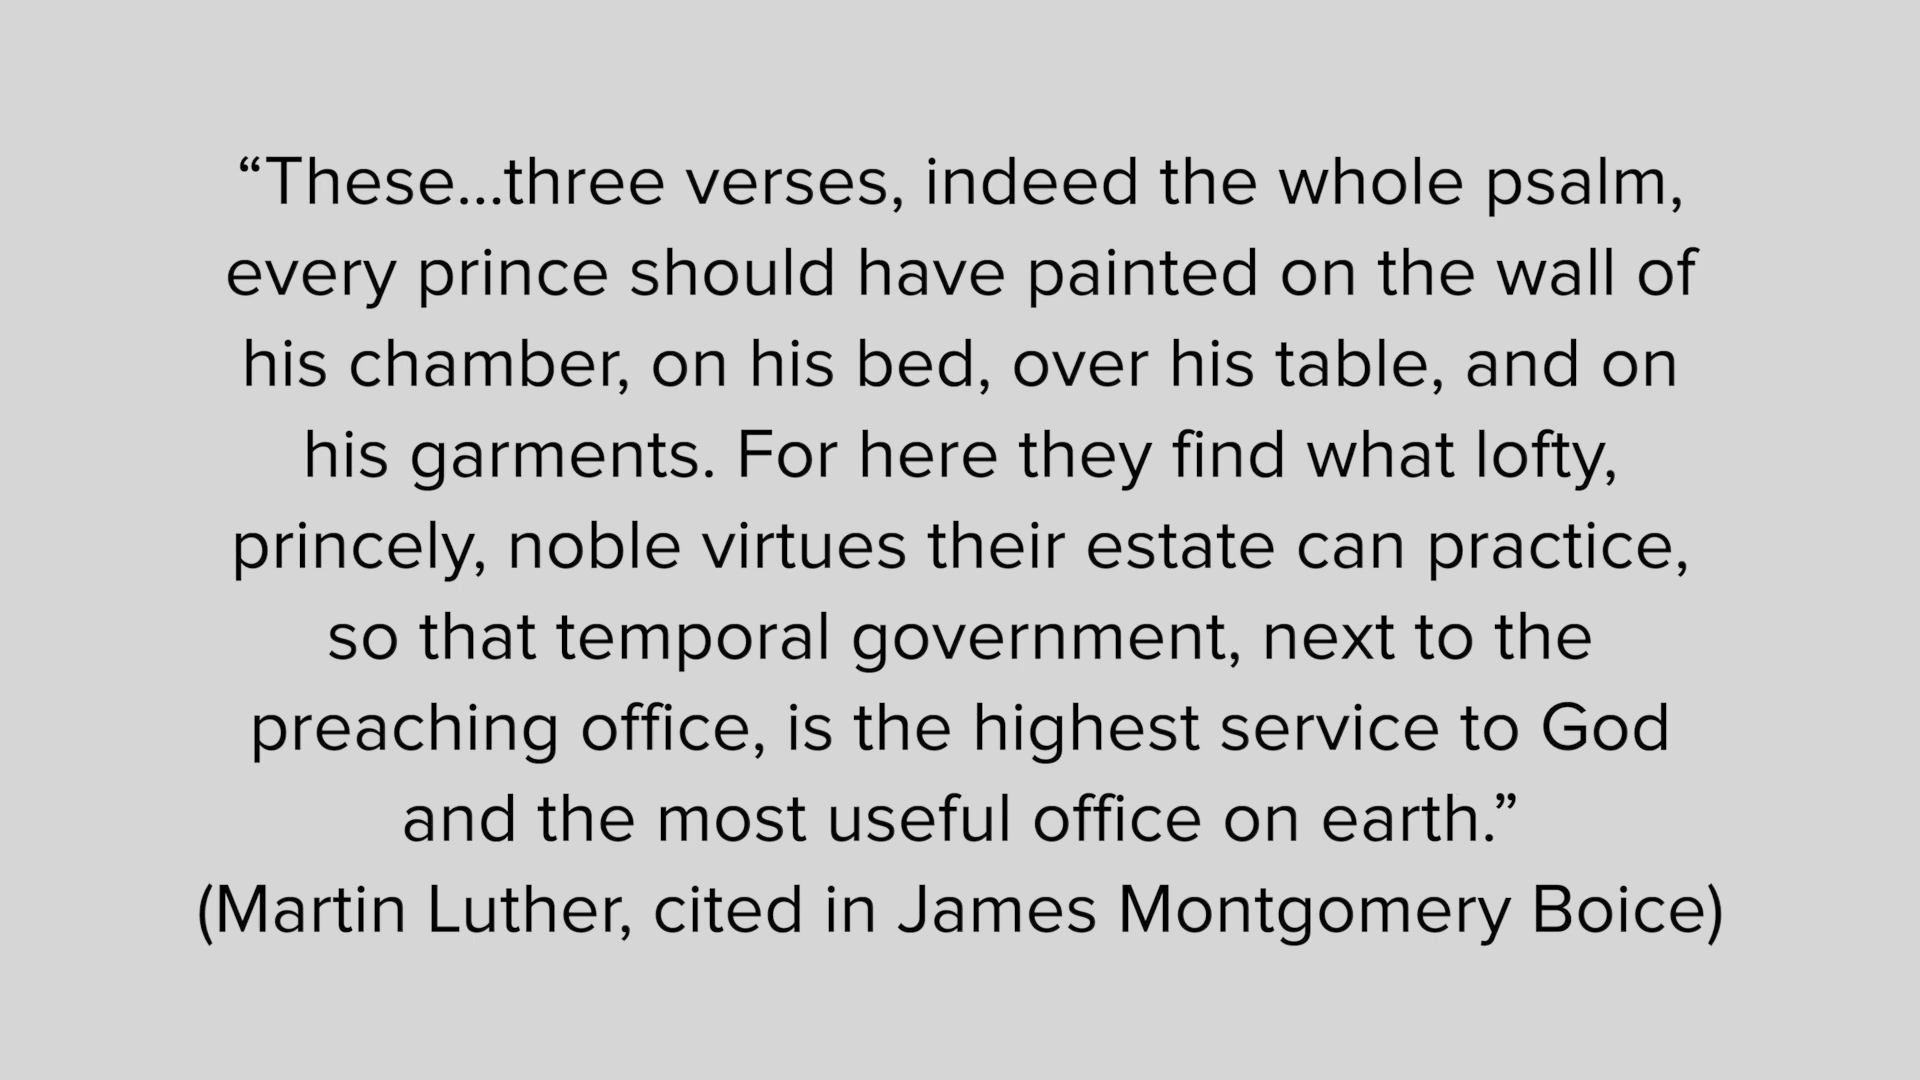 “These...three verses, indeed the whole psalm,
every prince should have painted on the wall of
his chamber, on his bed, over his table, and on
his garments. For here they find what lofty,
princely, noble virtues their estate can practice,
so that temporal government, next to the
preaching office, is the highest service to God
and the most useful office on earth.”
(Martin Luther, cited in James Montgomery Boice)